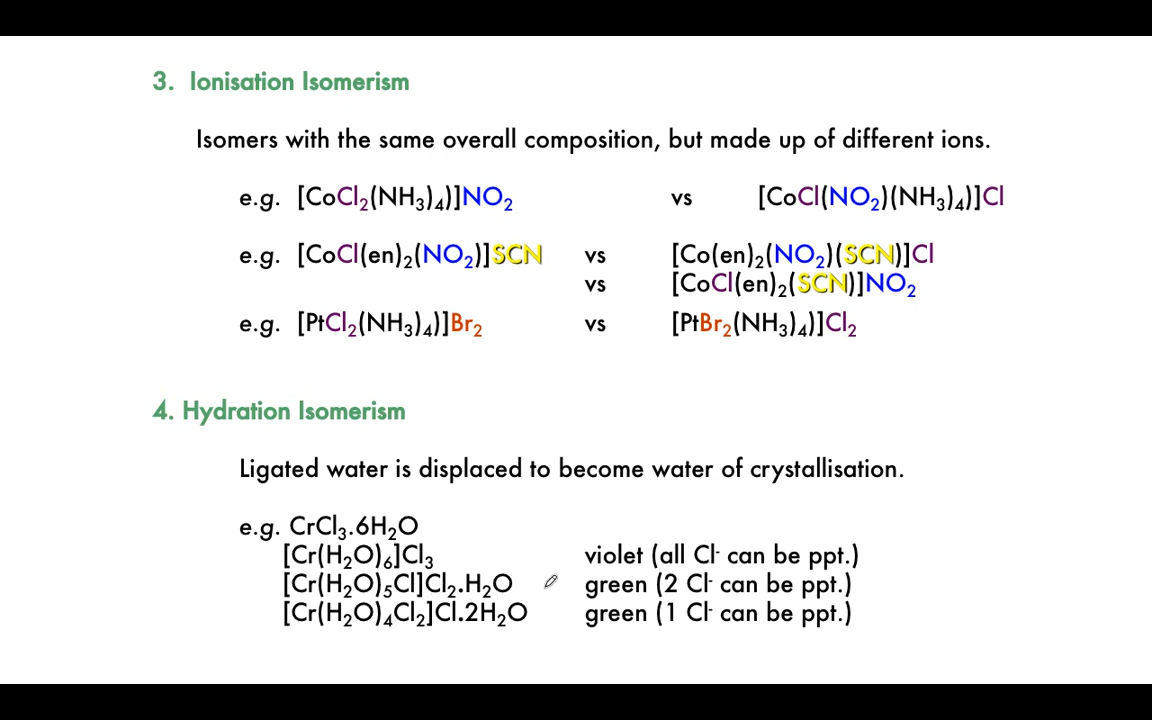 3. Ionisation Isomerism
Isomers with the same overall composition, but made up of different ions.
e.g. [CoCl₂(NH₃)₄)]NO₂ vs [CoCl(NO₂)(NH₃)₄)]Cl
e.g. [CoCl(en)₂(NO₂)]SCN vs [Co(en)₂(NO₂)(SCN)]Cl
vs [CoCl(en)₂(SCN)]NO₂
e.g. [PtCl₂(NH₃)₄)]Br₂ vs [PtBr₂(NH₃)₄)]Cl₂
4. Hydration Isomerism
Ligated water is displaced to become water of crystallisation.
e.g. CrCl₃.6H₂O
[Cr(H₂O)₆]Cl₃ violet (all Cl⁻ can be ppt.)
[Cr(H₂O)₅Cl]Cl₂.H₂O green (2 Cl⁻ can be ppt.)
[Cr(H₂O)₄Cl₂]Cl.2H₂O green (1 Cl⁻ can be ppt.)